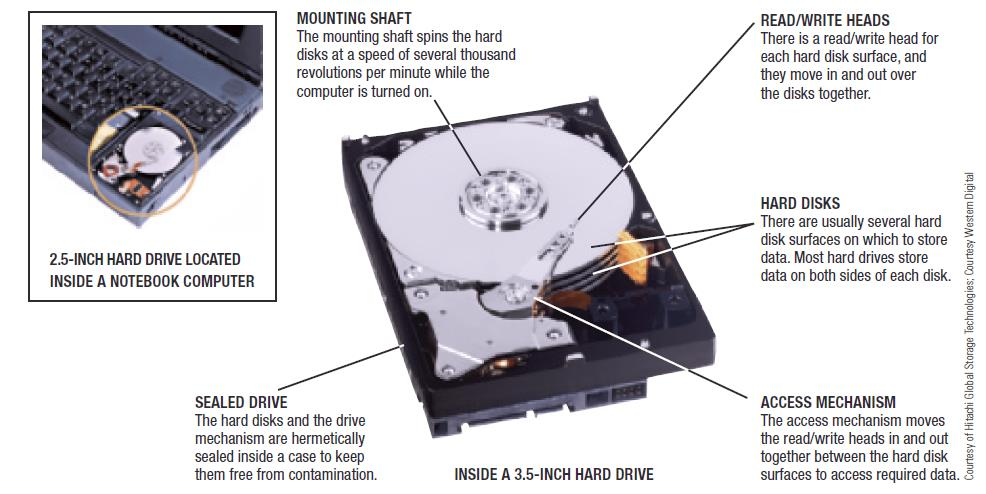 MOUNTING SHAFT
The mounting shaft spins the hard
disks at a speed of several thousand
revolutions per minute while the
computer is turned on.
READ/WRITE HEADS
There is a read/write head for
each hard disk surface, and
they move in and out over
the disks together.
2.5-INCH HARD DRIVE LOCATED
INSIDE A NOTEBOOK COMPUTER
HARD DISKS
There are usually several hard
disk surfaces on which to store
data. Most hard drives store
data on both sides of each disk.
SEALED DRIVE
The hard disks and the drive
mechanism are hermetically
sealed inside a case to keep
them free from contamination.
INSIDE A 3.5-INCH HARD DRIVE
ACCESS MECHANISM
The access mechanism moves
the read/write heads in and out
together between the hard disk
surfaces to access required data.
Courtesy of Hitachi Global Storage Technologies; Courtesy Western Digital